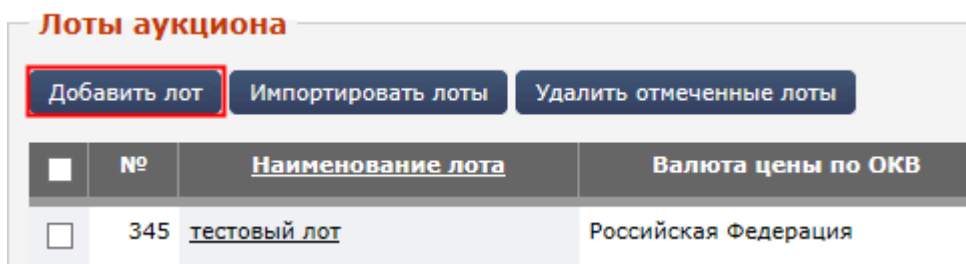 Лоты аукциона
Добавить лот Импортировать лоты Удалить отмеченные лоты
№ Наименование лота Валюта цены по ОКВ
345 тестовый лот Российская Федерация